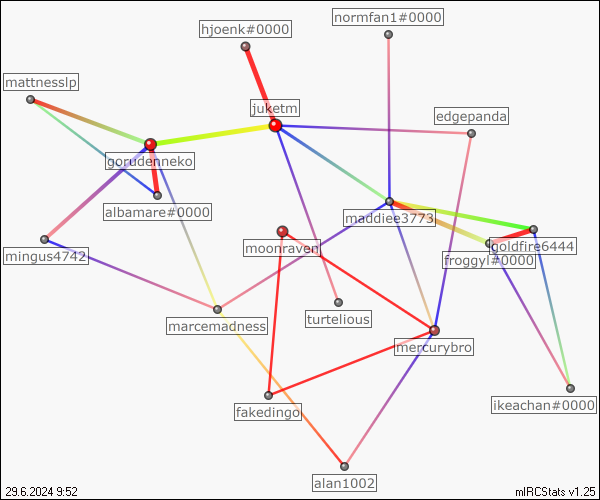 normfan1#0000
hjoenk#0000
mattnesslp
juketm
edgepanda
gorudenneko
albamare#0000
maddiee3773
goldfire6444
moonraven
mingus4742
froggyl#0000
marcemadness
turtelious
mercurybro
ikeachan#0000
fakedingo
alan1002
29.6.2024 9:52
mIRCStats v1.25